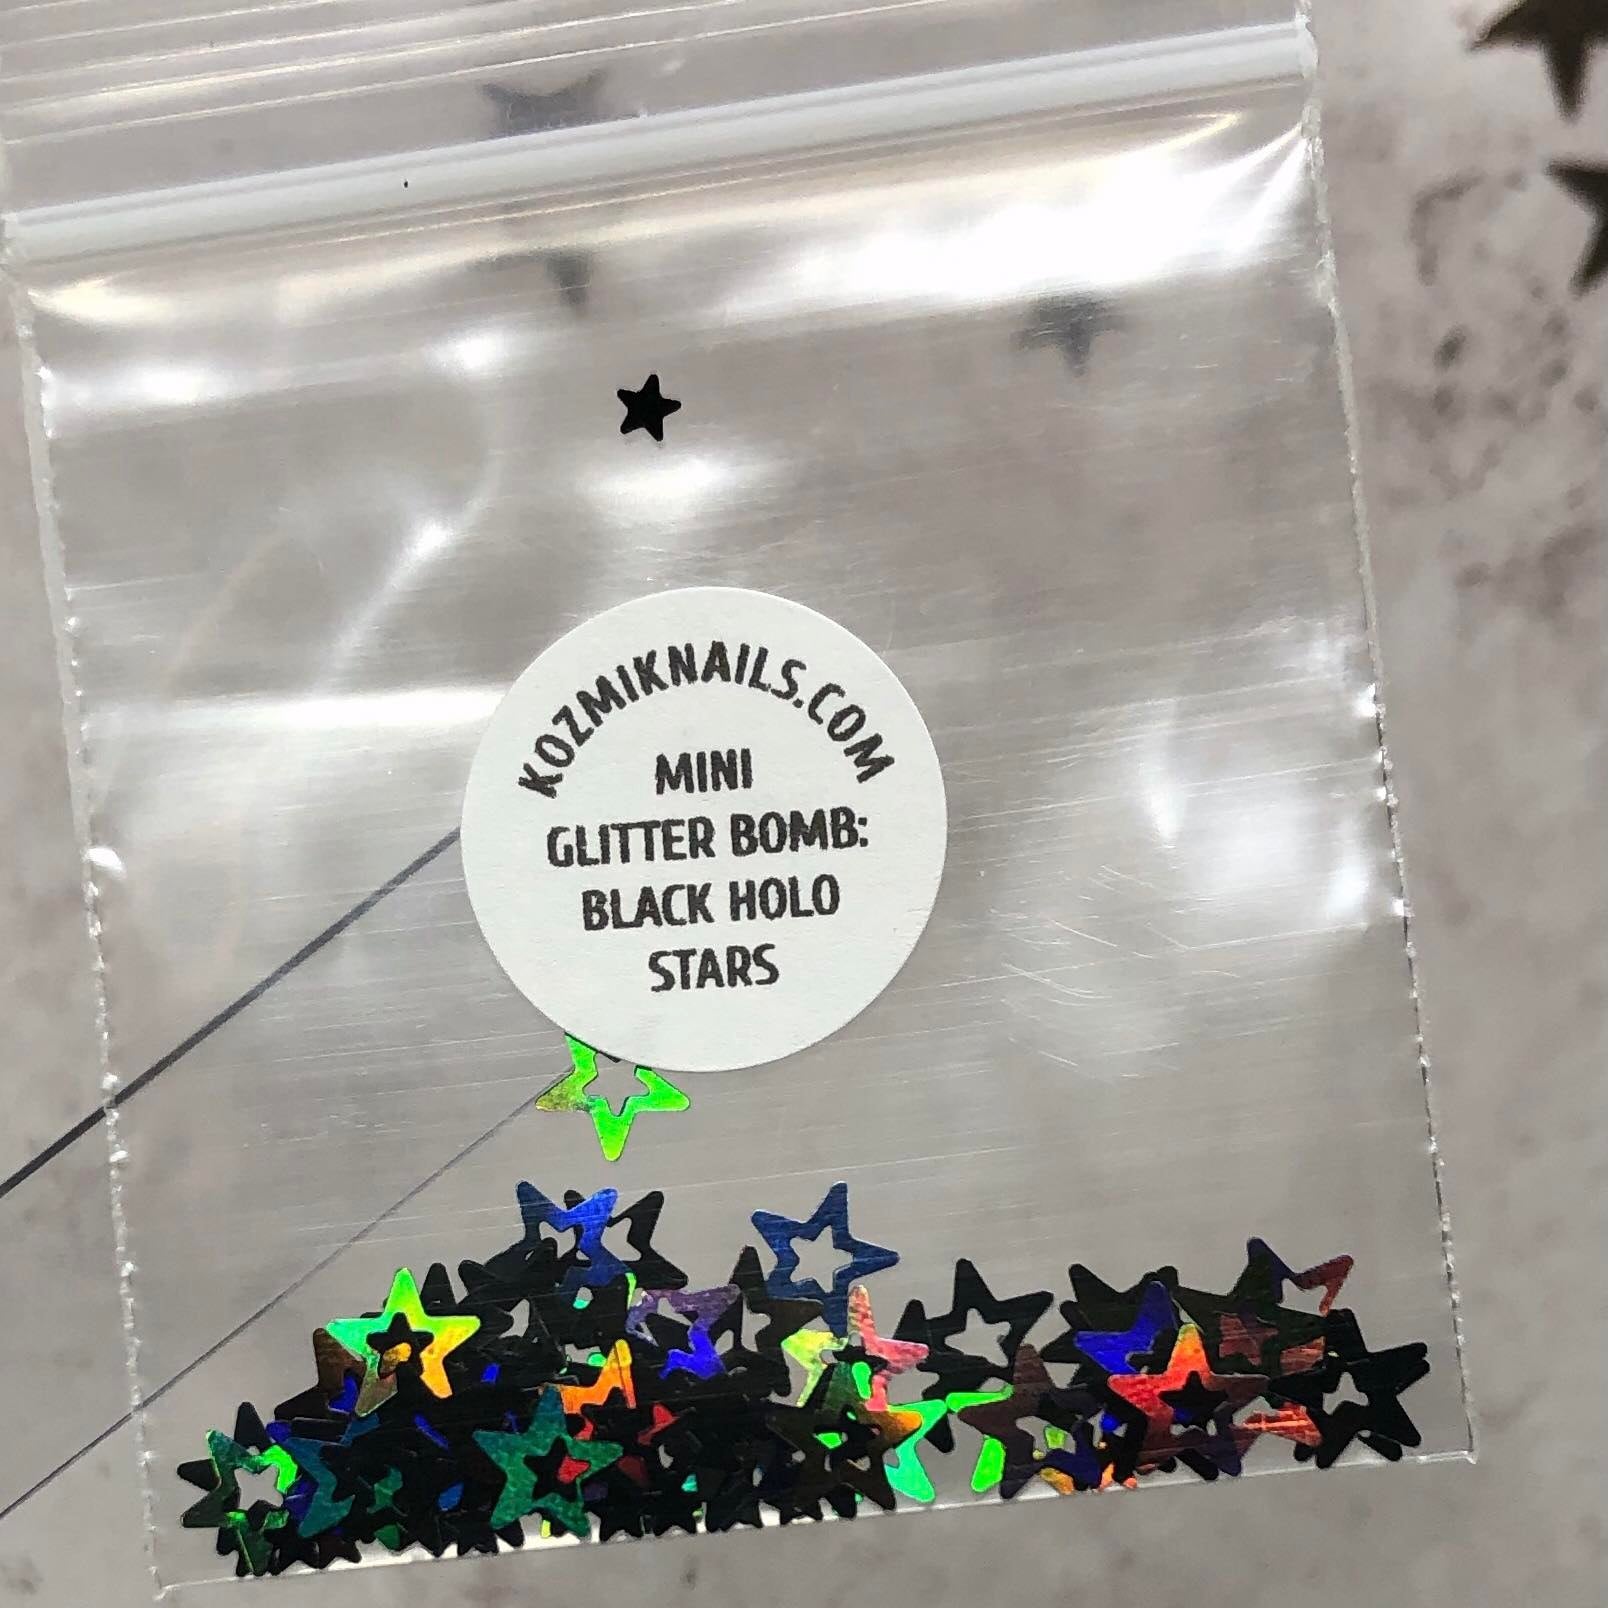 KOZMIKNAILS.COM
MINI
GLITTER BOMB:
BLACK HOLO
STARS